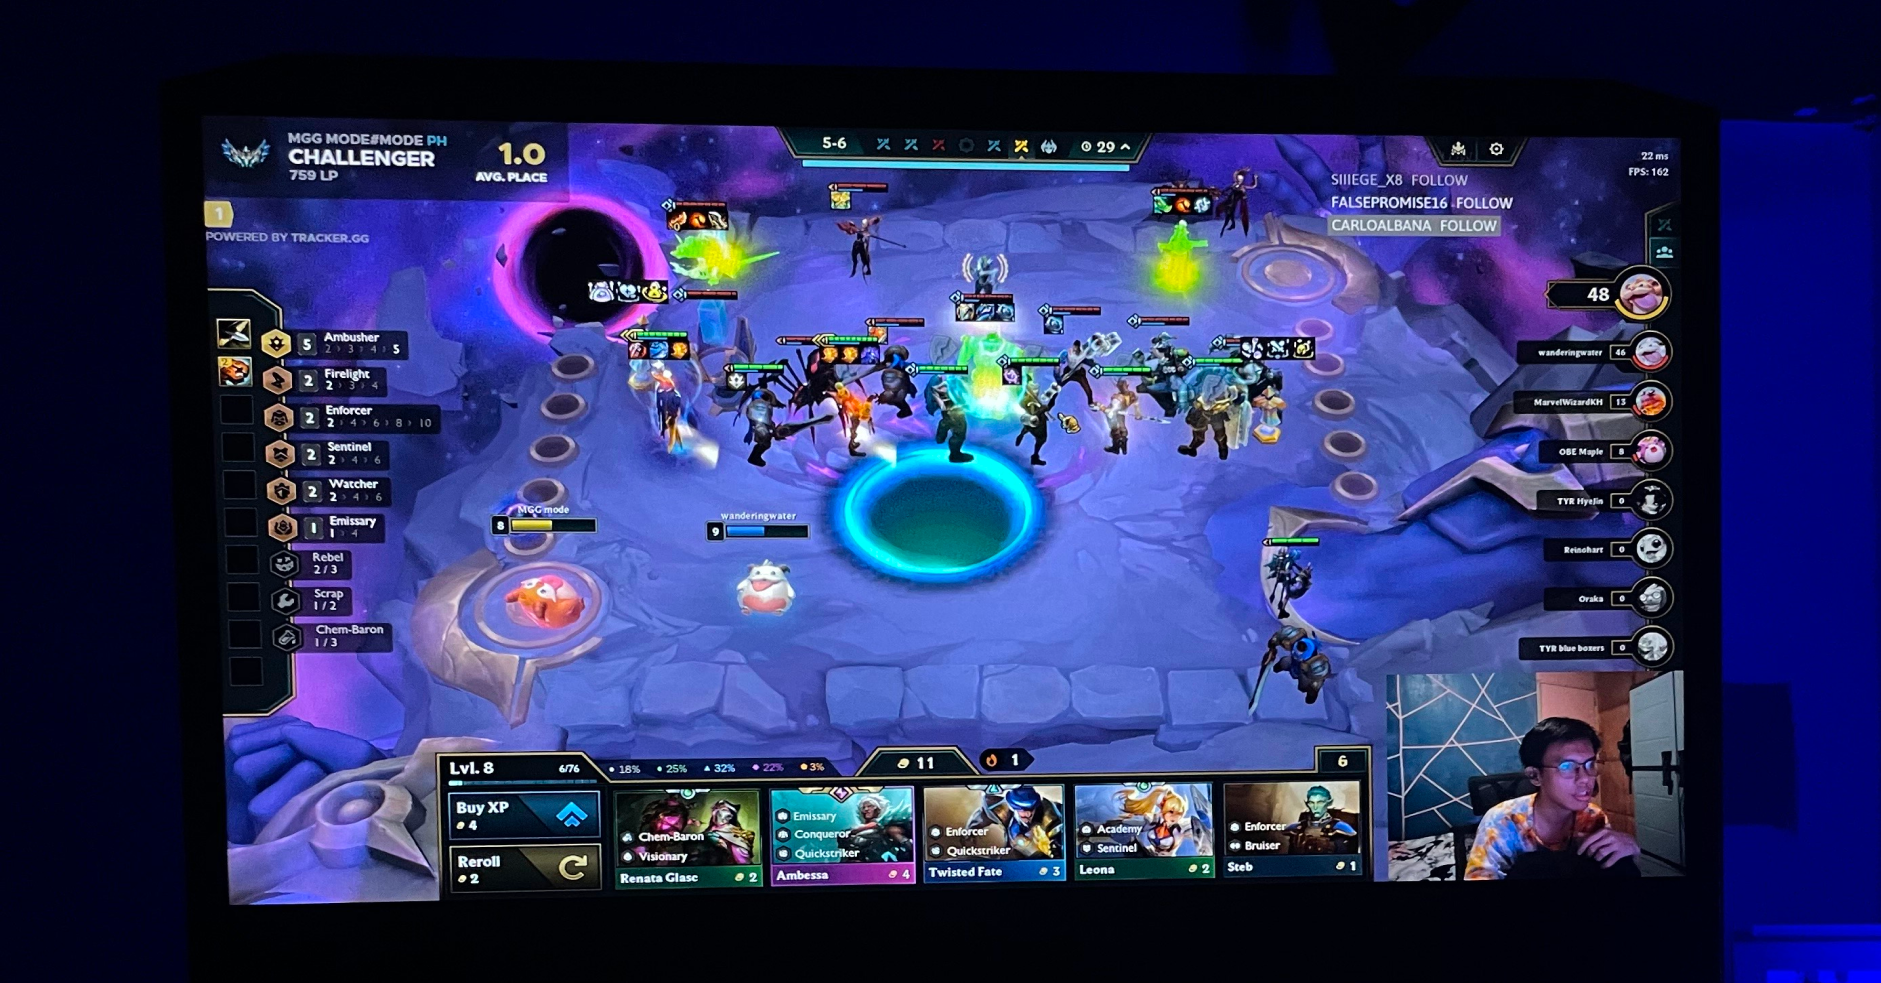 MGG MODE#MODE PH
CHALLENGER
759 LP
1.0
AVG. PLACE
1
POWERED BY TRACKER.GG
5-6
29
22 ms
FPS: 162
SIIIEGE_X8 FOLLOW
FALSEPROMISE16 FOLLOW
CARLOALBANA FOLLOW
5 Ambusher
2 › 3 › 4 › 5
2 Firelight
2 › 3 › 4
2 Enforcer
2 › 4 › 6 › 8 › 10
2 Sentinel
2 › 4 › 6
2 Watcher
2 › 4 › 6
1 Emissary
1 › 4
Rebel
2 / 3
Scrap
1 / 2
Chem-Baron
1 / 3
48
wanderingwater 46
MarvelWizardKH 13
OBE Maple 8
TYR Hyelin 0
Reinohart 0
Oraka 0
TYR blue boxers 0
MGG mode
8
wanderingwater
9
Lvl. 8
6/76
18% 25% 32% 22% 3%
11
1
6
Buy XP
4
Reroll
2
Chem-Baron
Visionary
Renata Glasc 2
Emissary
Conqueror
Quickstriker
Ambessa 4
Enforcer
Quickstriker
Twisted Fate 3
Academy
Sentinel
Leona 2
Enforcer
Bruiser
Steb 1